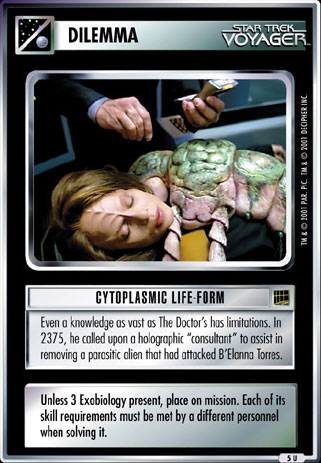 DILEMMA
STAR TREK
VOYAGER
TM & © 2001 PAR. PIC. TM & © 2001 DECIPHER INC.
CYTOPLASMIC LIFE-FORM
Even a knowledge as vast as The Doctor's has limitations. In
2375, he called upon a holographic "consultant" to assist in
removing a parasitic alien that had attacked B'Elanna Torres.
Unless 3 Exobiology present, place on mission. Each of its
skill requirements must be met by a different personnel
when solving it.
5 U